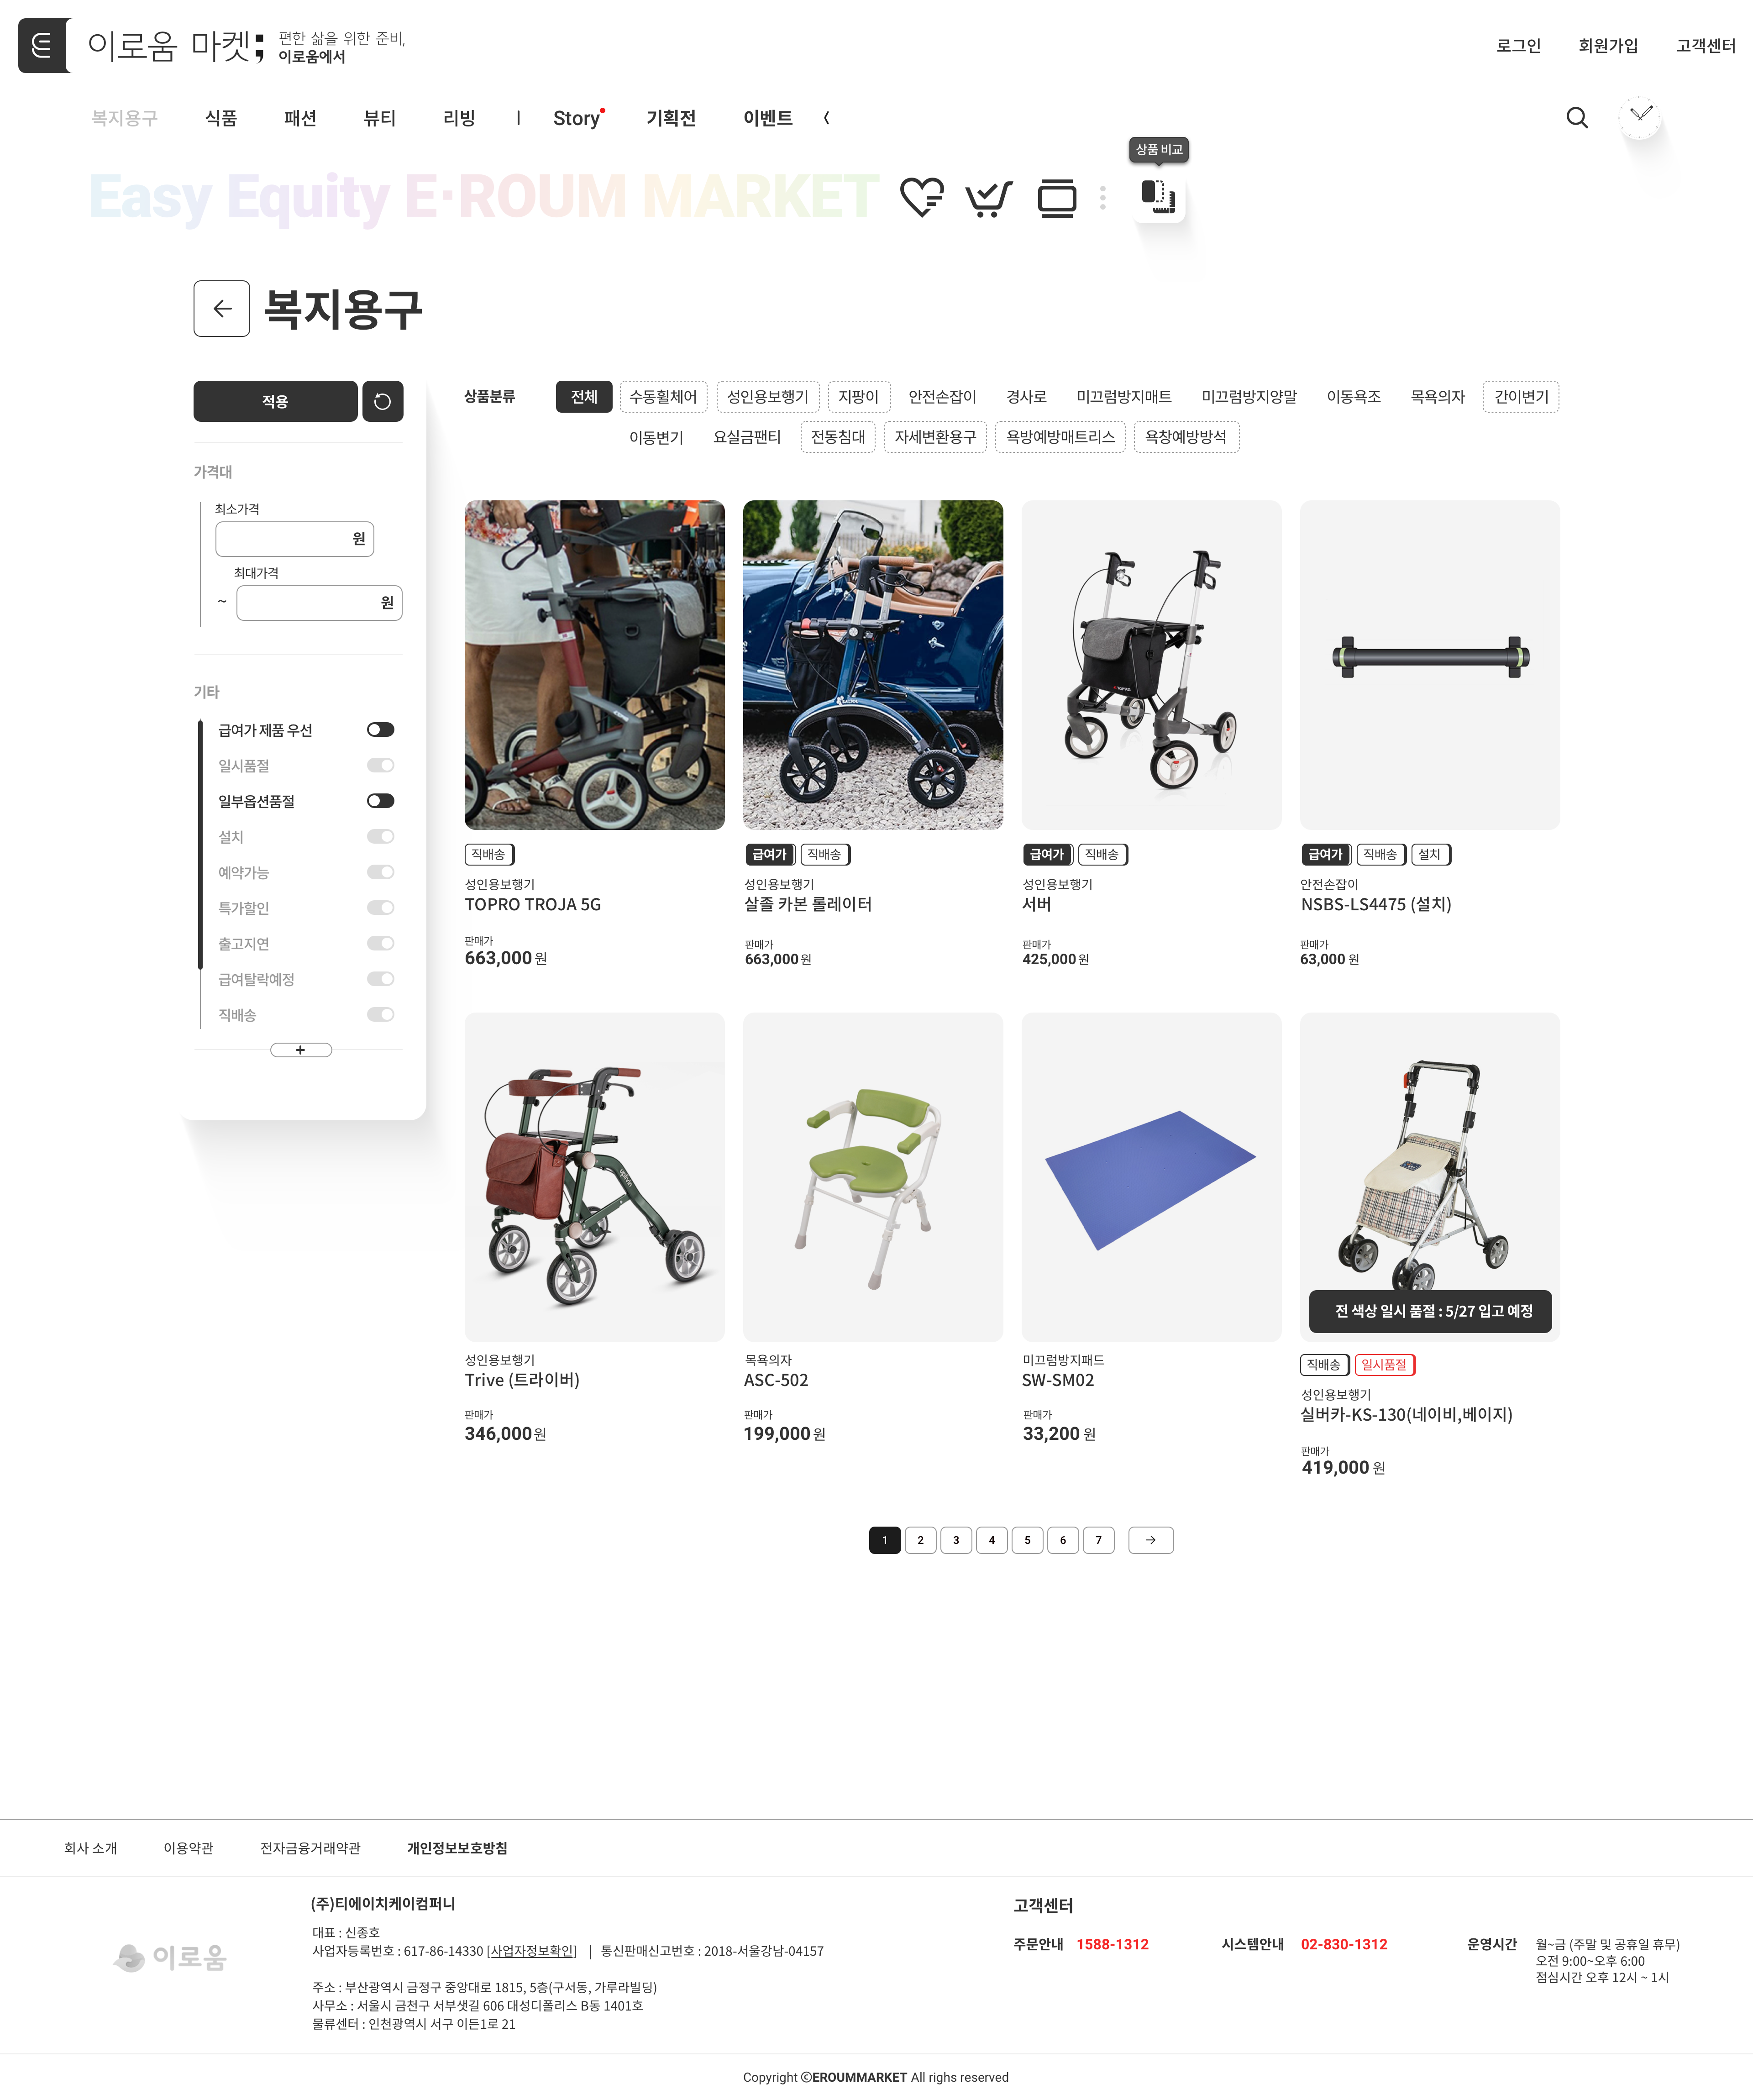 이로움 마켓;
편한 삶을 위한 준비,
이로움에서
로그인 회원가입 고객센터
복지용구 식품 패션 뷰티 리빙 | Story 기획전 이벤트
상품 비교
Easy Equity E·ROUM MARKET
복지용구
적용
가격대
최소가격
원
최대가격
~ 원
기타
급여가 제품 우선
일시품절
일부옵션품절
설치
예약가능
특가할인
출고지연
급여탈락예정
직배송
+
상품분류 전체 수동휠체어 성인용보행기 지팡이 안전손잡이 경사로 미끄럼방지매트 미끄럼방지양말 이동욕조 목욕의자 간이변기
이동변기 요실금팬티 전동침대 자세변환용구 욕방예방매트리스 욕창예방방석
직배송
성인용보행기
TOPRO TROJA 5G
판매가
663,000 원
급여가 직배송
성인용보행기
살졸 카본 롤레이터
판매가
663,000 원
TOPRO
급여가 직배송
성인용보행기
서버
판매가
425,000 원
급여가 직배송 설치
안전손잡이
NSBS-LS4475 (설치)
판매가
63,000 원
성인용보행기
Trive (트라이버)
판매가
346,000 원
목욕의자
ASC-502
판매가
199,000 원
미끄럼방지패드
SW-SM02
판매가
33,200 원
전 색상 일시 품절 : 5/27 입고 예정
직배송 일시품절
성인용보행기
실버카-KS-130(네이비,베이지)
판매가
419,000 원
1 2 3 4 5 6 7
회사 소개 이용약관 전자금융거래약관 개인정보보호방침
이로움
(주)티에이치케이컴퍼니
대표 : 신종호
사업자등록번호 : 617-86-14330 [사업자정보확인] | 통신판매신고번호 : 2018-서울강남-04157
주소 : 부산광역시 금정구 중앙대로 1815, 5층(구서동, 가루라빌딩)
사무소 : 서울시 금천구 서부샛길 606 대성디폴리스 B동 1401호
물류센터 : 인천광역시 서구 이든1로 21
고객센터
주문안내 1588-1312 시스템안내 02-830-1312 운영시간 월~금 (주말 및 공휴일 휴무)
오전 9:00~오후 6:00
점심시간 오후 12시 ~ 1시
Copyright ⓒEROUMMARKET All righs reserved